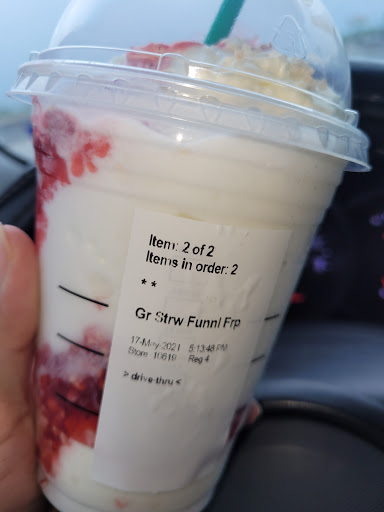 Item: 2 of 2
Items in order: 2
* *
Gr Strw Funnl Frp
17-May-2021 5:13:48 PM
Store 10619 Reg 4
> drive-thru <